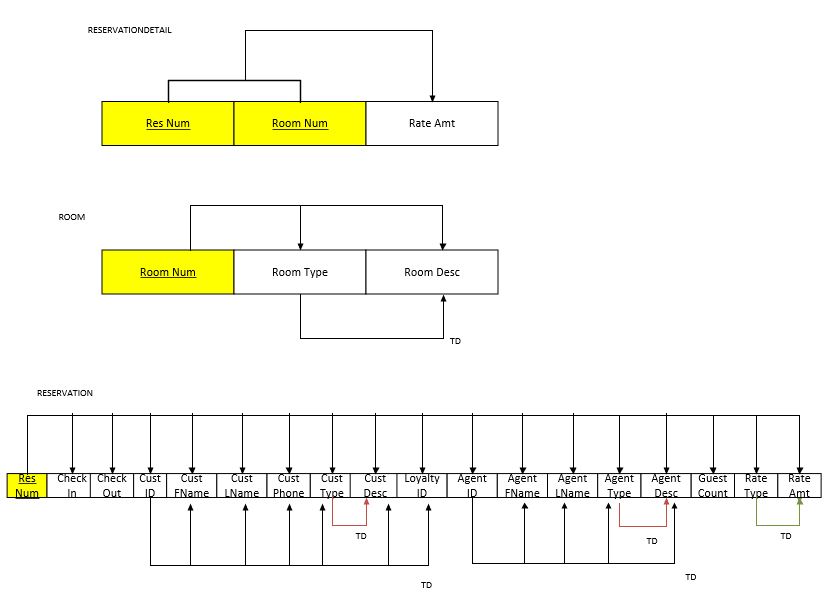 RESERVATIONDETAIL
Res Num Room Num Rate Amt
ROOM
Room Num Room Type Room Desc
TD
RESERVATION
Res Check Check Cust Cust Cust Cust Cust Cust Loyalty Agent Agent Agent Agent Agent Guest Rate Rate
Num In Out ID FName LName Phone Type Desc ID ID FName LName Type Desc Count Type Amt
TD TD TD
TD TD